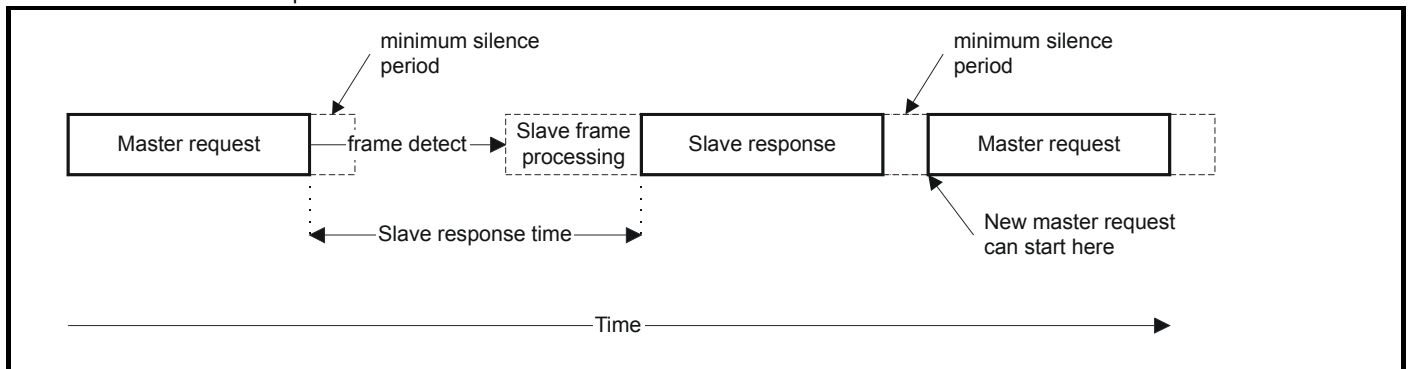 minimum silence
period
minimum silence
period
Master request
frame detect
Slave frame
processing
Slave response
Master request
Slave response time
New master request
can start here
Time